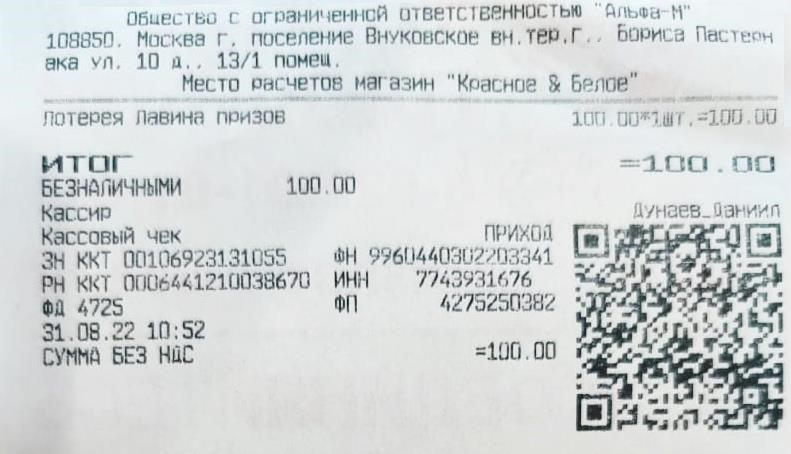 Общество с ограниченной ответственностью "Альфа-М"
108850. Москва г. поселение Внуковское вн.тер.г., Бориса Пастерн
ака ул. 10 д., 13/1 помещ.
Место расчетов магазин "Красное & Белое"
Лотерея Лавина призов 100.00*1шт.=100.00
ИТОГ =100.00
БЕЗНАЛИЧНЫМИ 100.00
Кассир Дунаев_Даниил
Кассовый чек ПРИХОД
ЗН ККТ 00106923131055 ФН 9960440302203341
РН ККТ 0006441210038670 ИНН 7743931676
ФД 4725 ФП 4275250382
31.08.22 10:52
СУММА БЕЗ НДС =100.00